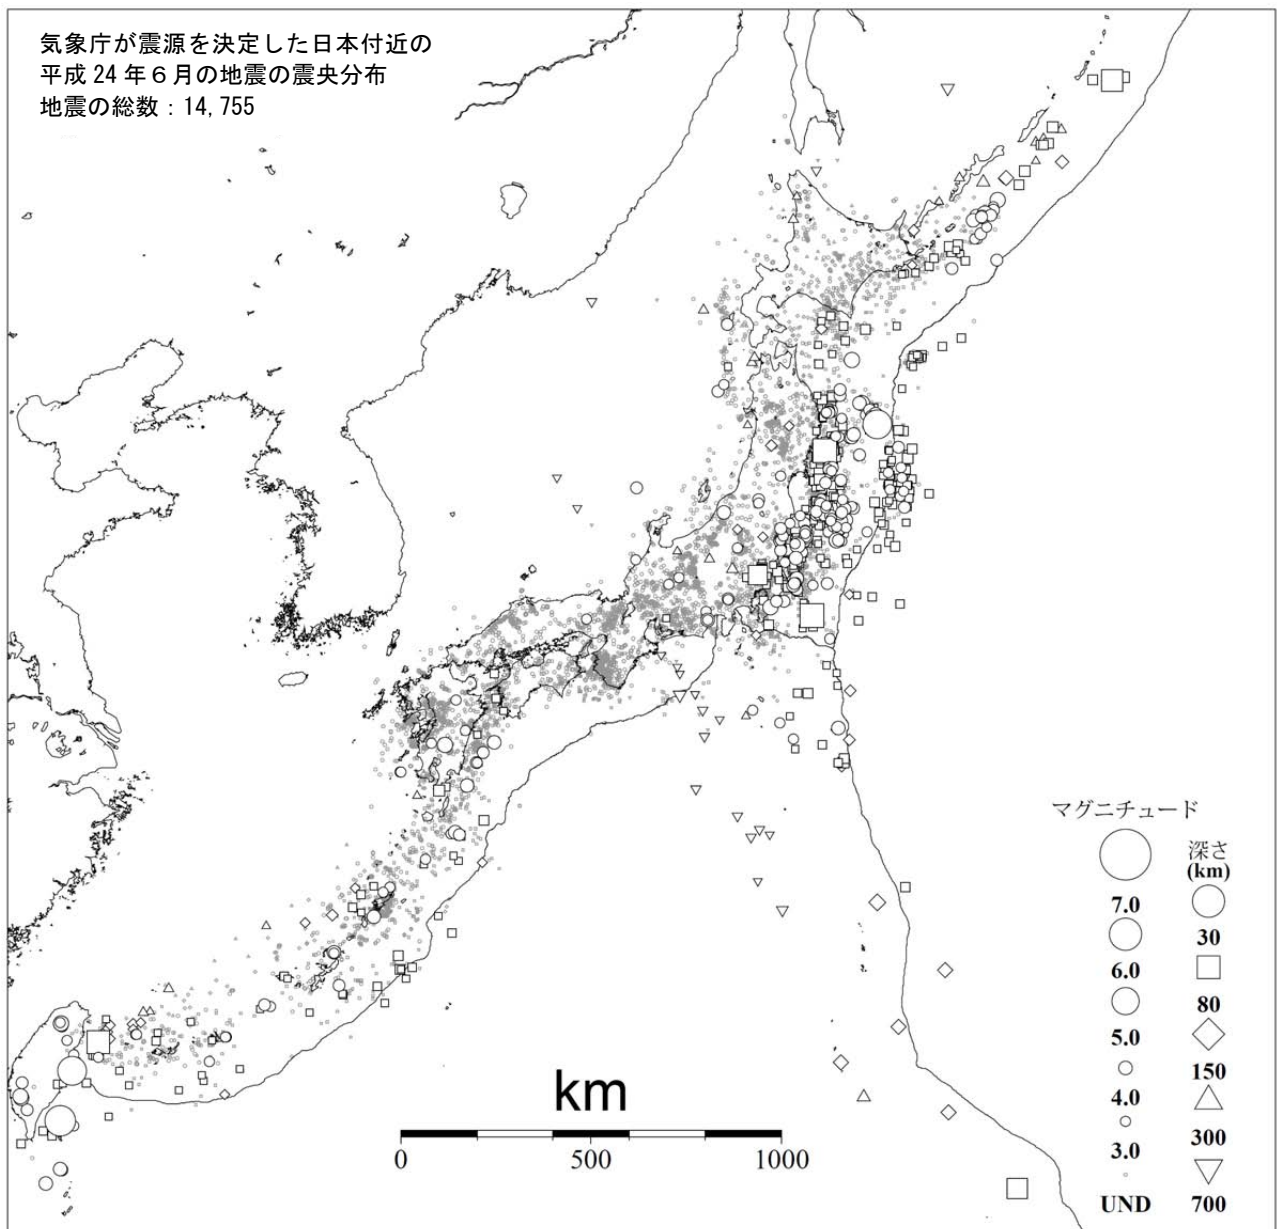 気象庁が震源を決定した日本付近の
平成 24 年６月の地震の震央分布
地震の総数：14,755
マグニチュード
深さ
(km)
7.0
30
6.0
80
5.0
150
4.0
300
3.0
UND 700
km
0 500 1000